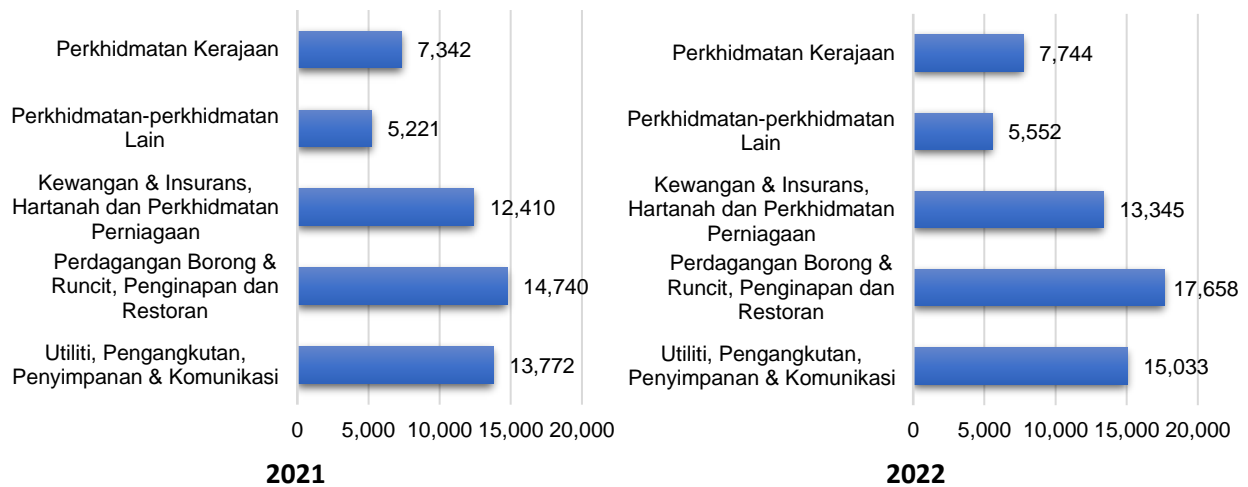 Perkhidmatan Kerajaan
7,342
Perkhidmatan-perkhidmatan
Lain
5,221
Kewangan & Insurans,
Hartanah dan Perkhidmatan
Perniagaan
12,410
Perdagangan Borong &
Runcit, Penginapan dan
Restoran
14,740
Utiliti, Pengangkutan,
Penyimpanan & Komunikasi
13,772
0 5,000 10,000 15,000 20,000
2021
Perkhidmatan Kerajaan
7,744
Perkhidmatan-perkhidmatan
Lain
5,552
Kewangan & Insurans,
Hartanah dan Perkhidmatan
Perniagaan
13,345
Perdagangan Borong &
Runcit, Penginapan dan
Restoran
17,658
Utiliti, Pengangkutan,
Penyimpanan & Komunikasi
15,033
0 5,000 10,000 15,000 20,000
2022